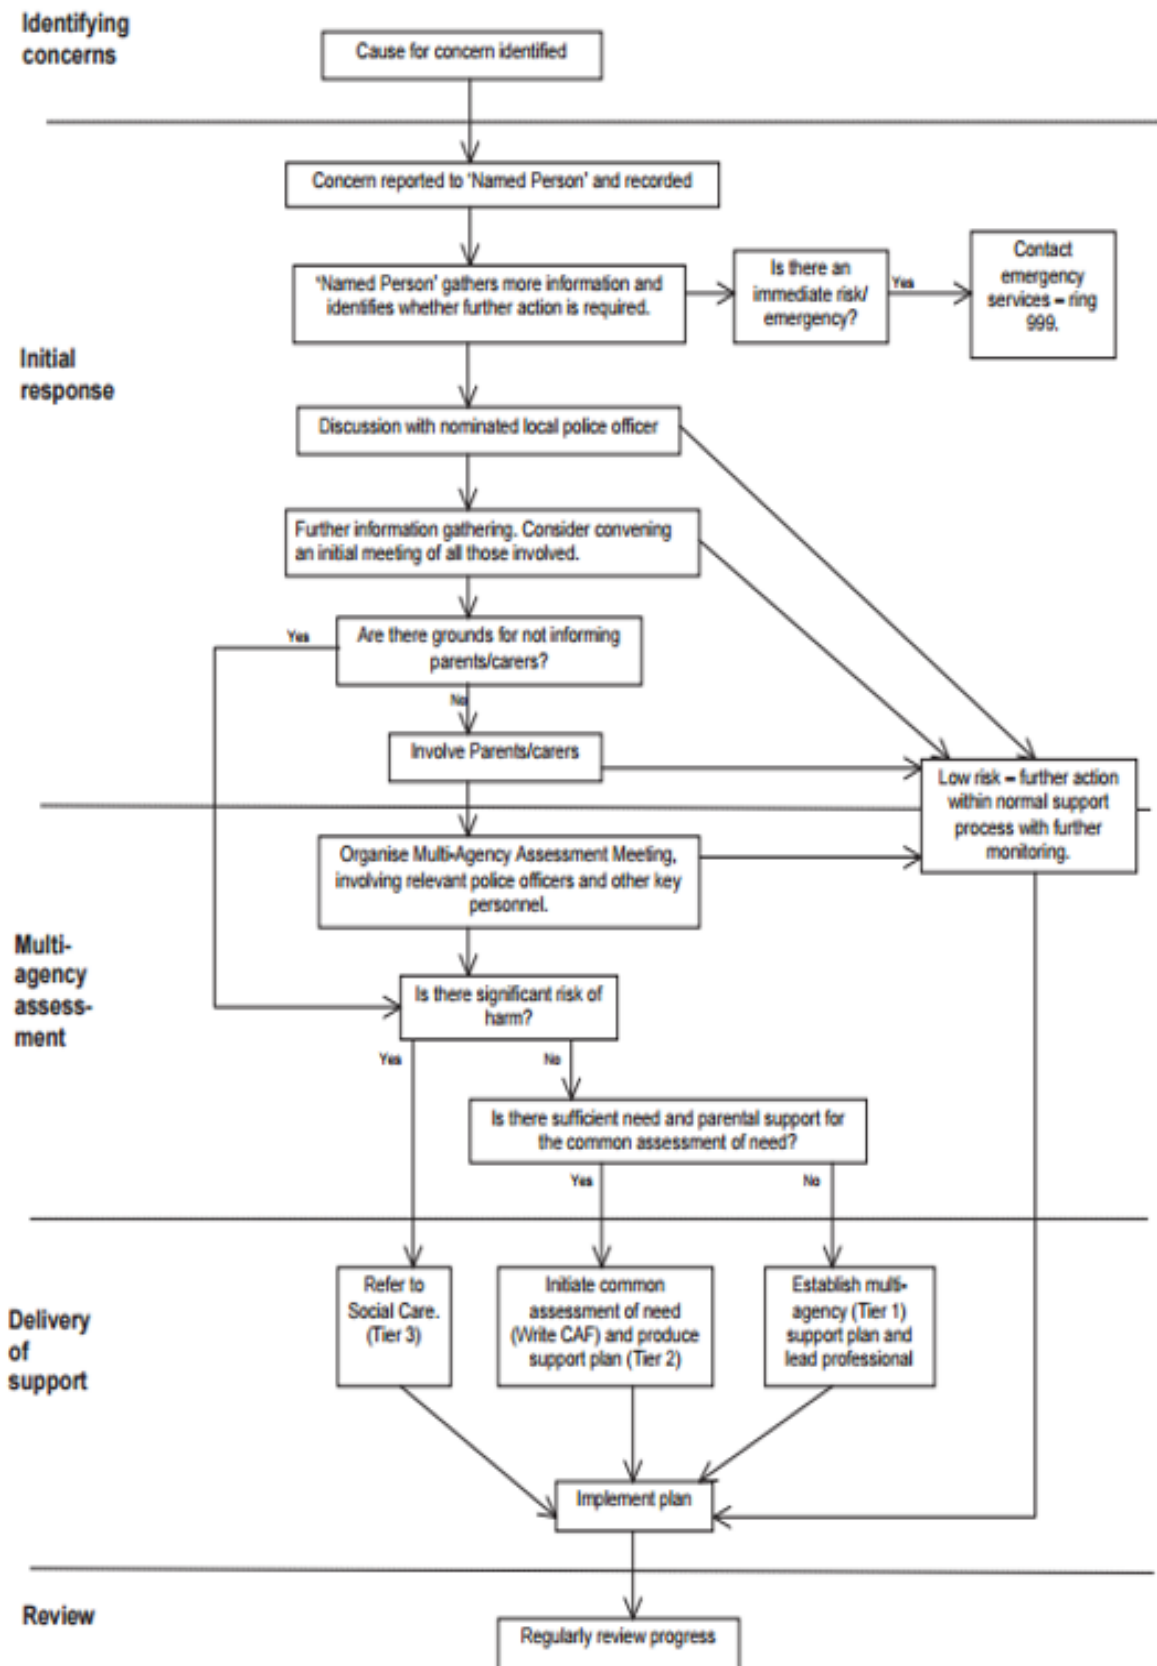 Identifying
concerns
Cause for concern identified
Concern reported to 'Named Person' and recorded
'Named Person' gathers more information and
identifies whether further action is required.
Is there an
immediate risk/
emergency?
Yes
Contact
emergency
services – ring
999.
Initial
response
Discussion with nominated local police officer
Further information gathering. Consider convening
an initial meeting of all those involved.
Yes
Are there grounds for not informing
parents/carers?
No
Involve Parents/carers
Low risk – further action
within normal support
process with further
monitoring.
Organise Multi-Agency Assessment Meeting,
involving relevant police officers and other key
personnel.
Multi-
agency
assess-
ment
Is there significant risk of
harm?
Yes
No
Is there sufficient need and parental support for
the common assessment of need?
Yes
No
Delivery
of
support
Refer to
Social Care.
(Tier 3)
Initiate common
assessment of need
(Write CAF) and produce
support plan (Tier 2)
Establish multi-
agency (Tier 1)
support plan and
lead professional
Implement plan
Review
Regularly review progress